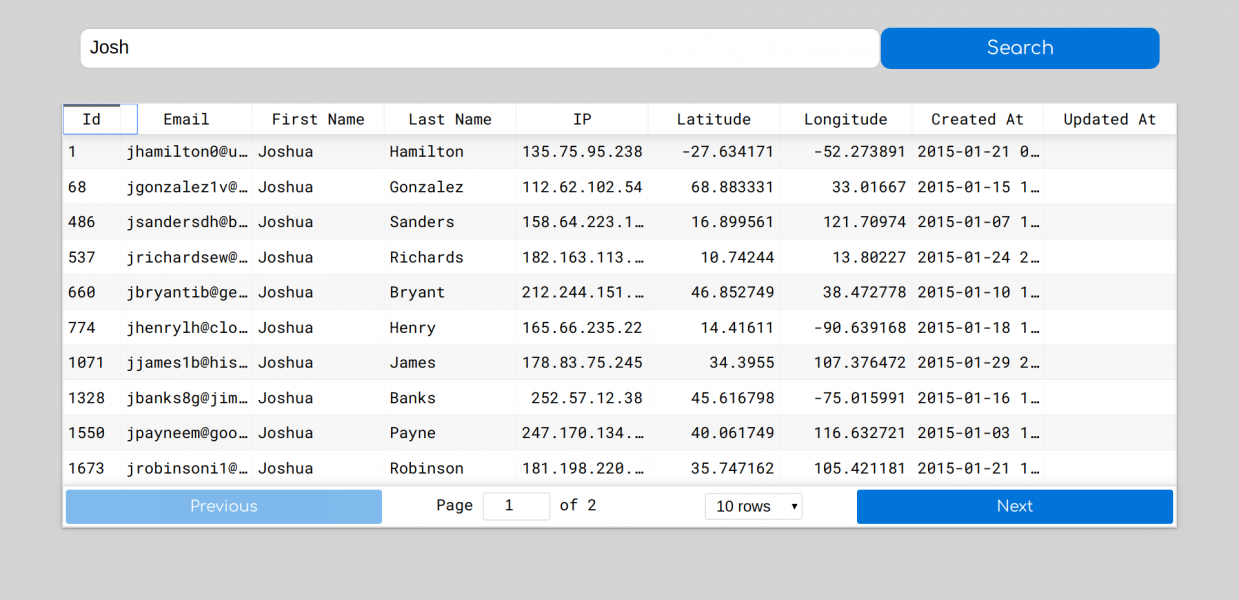 Josh Search
Id Email First Name Last Name IP Latitude Longitude Created At Updated At
1 jhamilton0@u… Joshua Hamilton 135.75.95.238 -27.634171 -52.273891 2015-01-21 0…
68 jgonzalez1v@… Joshua Gonzalez 112.62.102.54 68.883331 33.01667 2015-01-15 1…
486 jsandersdh@b… Joshua Sanders 158.64.223.1… 16.899561 121.70974 2015-01-07 1…
537 jrichardsew@… Joshua Richards 182.163.113.… 10.74244 13.80227 2015-01-24 2…
660 jbryantib@ge… Joshua Bryant 212.244.151.… 46.852749 38.472778 2015-01-10 1…
774 jhenrylh@clo… Joshua Henry 165.66.235.22 14.41611 -90.639168 2015-01-18 1…
1071 jjames1b@his… Joshua James 178.83.75.245 34.3955 107.376472 2015-01-29 2…
1328 jbanks8g@jim… Joshua Banks 252.57.12.38 45.616798 -75.015991 2015-01-16 1…
1550 jpayneem@goo… Joshua Payne 247.170.134.… 40.061749 116.632721 2015-01-03 1…
1673 jrobinsoni1@… Joshua Robinson 181.198.220.… 35.747162 105.421181 2015-01-21 1…
Previous Page 1 of 2 10 rows Next